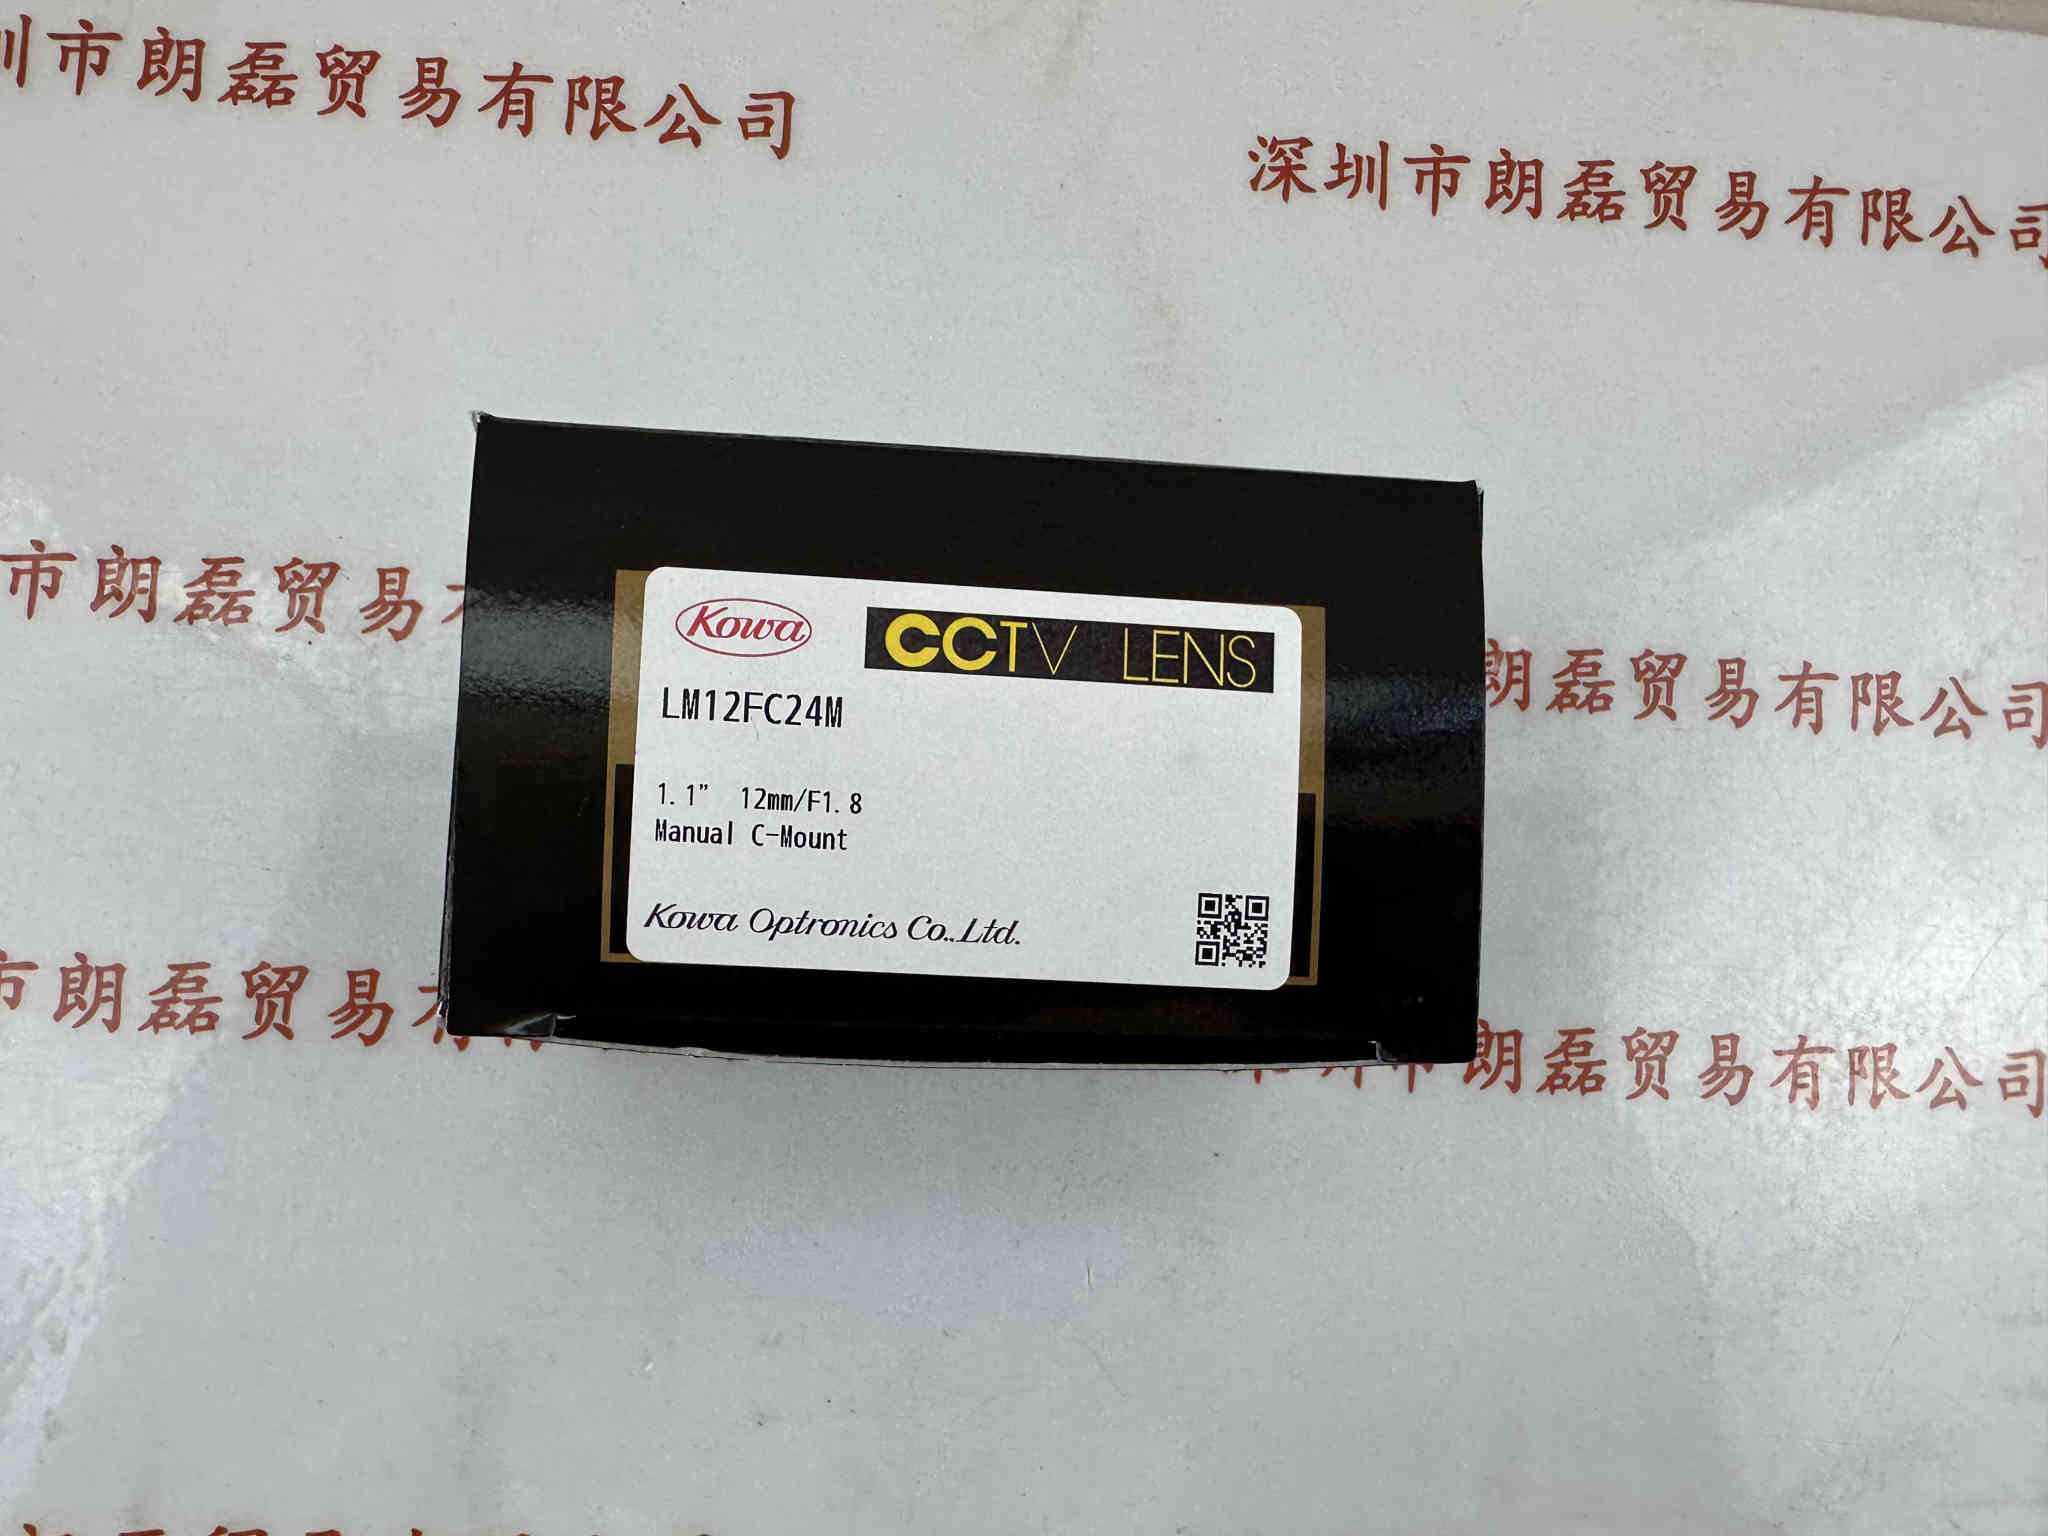 圳市朗磊贸易有限公司
深圳市朗磊贸易有限公司
市朗磊贸易
朗磊贸易有限公司
Kowa
CCTV LENS
LM12FC24M
1.1” 12mm/F1.8
Manual C-Mount
Kowa Optronics Co.,Ltd.
市朗磊贸易有
市朗磊贸易有限公司